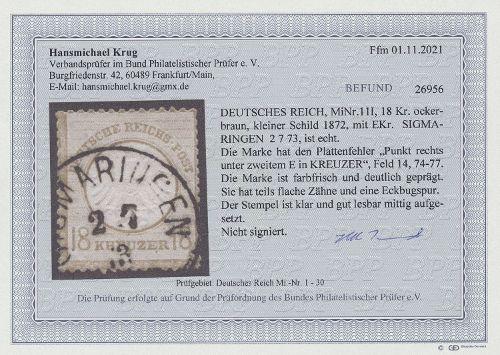 Hansmichael Krug
Ffm 01.11.2021
Verbandsprüfer im Bund Philatelistischer Prüfer e. V.
Burgfriedenstr. 42, 60489 Frankfurt/Main,
E-Mail: hansmichael.krug@gmx.de
BEFUND 26956
DEUTSCHES REICH, MiNr.11I, 18 Kr. ocker-
braun, kleiner Schild 1872, mit EKr. SIGMA-
RINGEN 2 7 73, ist echt.
Die Marke hat den Plattenfehler „Punkt rechts
unter zweitem E in KREUZER“, Feld 14, 74-77.
Die Marke ist farbfrisch und deutlich geprägt.
Sie hat teils flache Zähne und eine Eckbugspur.
Der Stempel ist klar und gut lesbar mittig aufge-
setzt.
Nicht signiert.
DEUTSCHE REICHS-POST
SIGMARINGEN
2 7
73
18 KREUZER 18
Prüfgebiet: Deutsches Reich Mi.-Nr. 1 - 30
Die Prüfung erfolgte auf Grund der Prüfordnung des Bundes Philatelistischer Prüfer e.V.